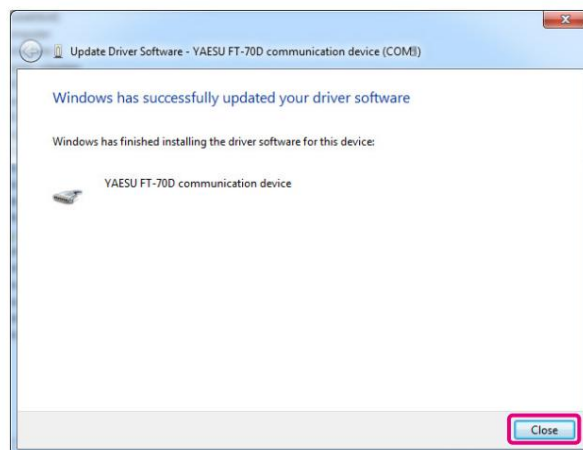 Update Driver Software - YAESU FT-70D communication device (COM
Windows has successfully updated your driver software
Windows has finished installing the driver software for this device:
YAESU FT-70D communication device
Close